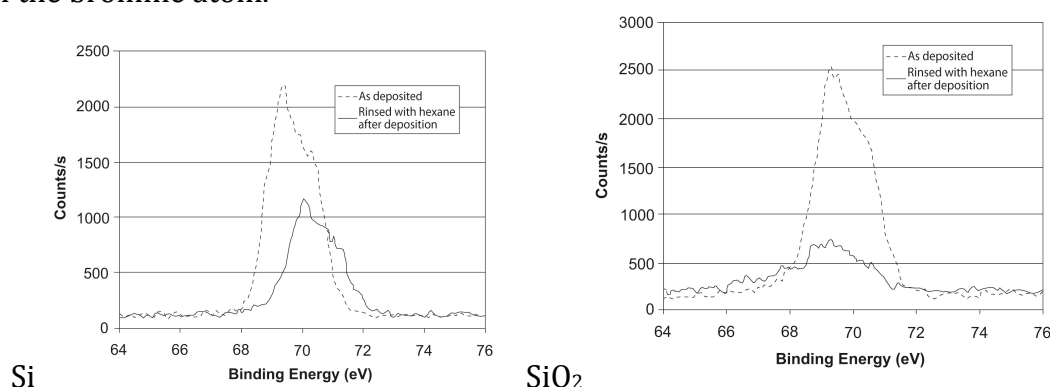 the bromine atom.
2500
2000
1500
1000
500
0
64 66 68 70 72 74 76
Counts/s
Binding Energy (eV)
As deposited
Rinsed with hexane
after deposition
Si
3000
2500
2000
1500
1000
500
0
64 66 68 70 72 74 76
Counts/s
Binding Energy (eV)
As deposited
Rinsed with hexane
after deposition
SiO₂